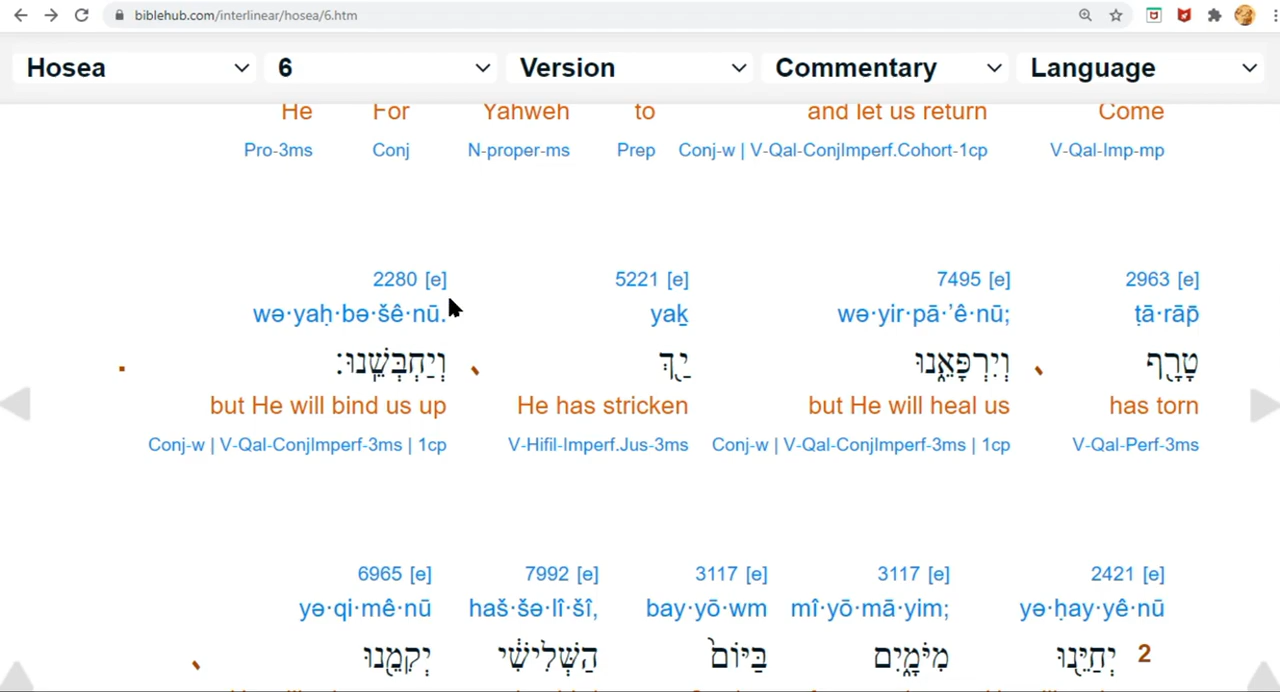 biblehub.com/interlinear/hosea/6.htm
Hosea 6 Version Commentary Language
He For Yahweh to and let us return Come
Pro-3ms Conj N-proper-ms Prep Conj-w | V-Qal-ConjImperf.Cohort-1cp V-Qal-Imp-mp
2280 [e] 5221 [e] 7495 [e] 2963 [e]
wə·yaḥ·bə·šê·nū. yaḵ wə·yir·pā·’ê·nū; ṭā·rāp̄
טָרָ֖ף ، וְיִרְפָּאֵ֑נוּ יַ֖ךְ ، וְיַחְבְּשֵֽׁנוּ׃ .
but He will bind us up He has stricken but He will heal us has torn
Conj-w | V-Qal-ConjImperf-3ms | 1cp V-Hifil-Imperf.Jus-3ms Conj-w | V-Qal-ConjImperf-3ms | 1cp V-Qal-Perf-3ms
6965 [e] 7992 [e] 3117 [e] 3117 [e] 2421 [e]
yə·qi·mê·nū haš·šə·lî·šî, bay·yō·wm mî·yō·mā·yim; yə·ḥay·yê·nū
2 יְחַיֵּ֖נוּ מִיֹּמָ֑יִם בַּיּוֹם֙ הַשְּׁלִישִׁ֔י יְקִמֵ֖נוּ ،